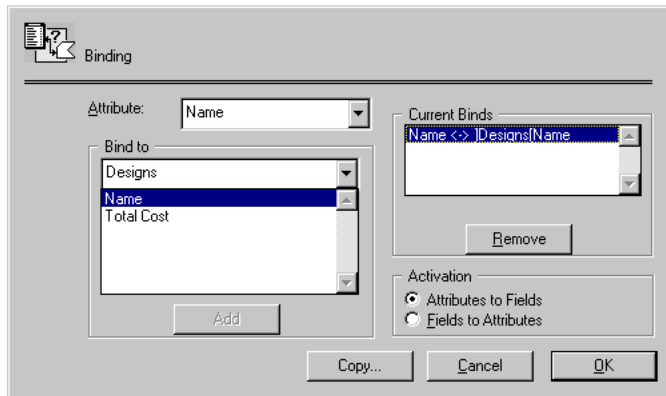 Binding
Attribute:
Name
Bind to
Designs
Name
Total Cost
Add
Current Binds
Name <-> ]Designs[Name
Remove
Activation
Attributes to Fields
Fields to Attributes
Copy...
Cancel
OK